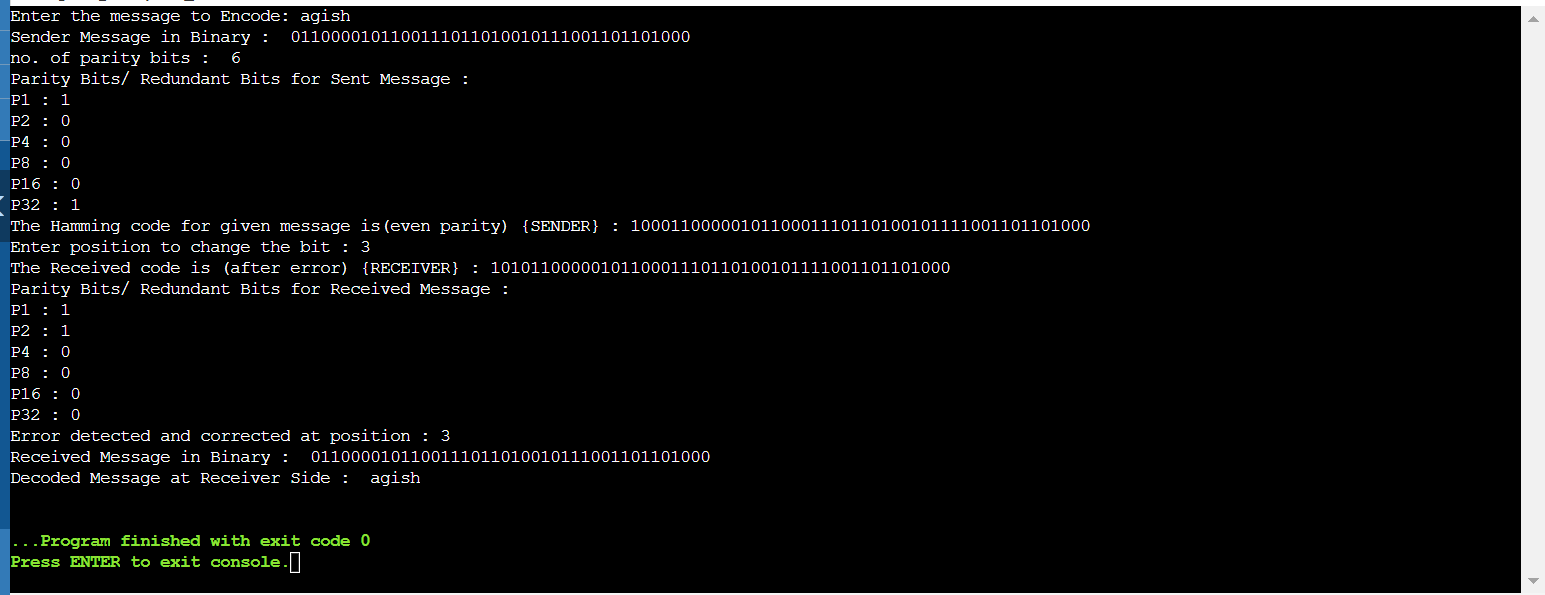 Enter the message to Encode: agish
Sender Message in Binary :  0110000101100111011010010111001101101000
no. of parity bits :  6
Parity Bits/ Redundant Bits for Sent Message :
P1 : 1
P2 : 0
P4 : 0
P8 : 0
P16 : 0
P32 : 1
The Hamming code for given message is(even parity) {SENDER} : 1000110000010110001110110100101111001101101000
Enter position to change the bit : 3
The Received code is (after error) {RECEIVER} : 1010110000010110001110110100101111001101101000
Parity Bits/ Redundant Bits for Received Message :
P1 : 1
P2 : 1
P4 : 0
P8 : 0
P16 : 0
P32 : 0
Error detected and corrected at position : 3
Received Message in Binary :  0110000101100111011010010111001101101000
Decoded Message at Receiver Side :  agish
...Program finished with exit code 0
Press ENTER to exit console.